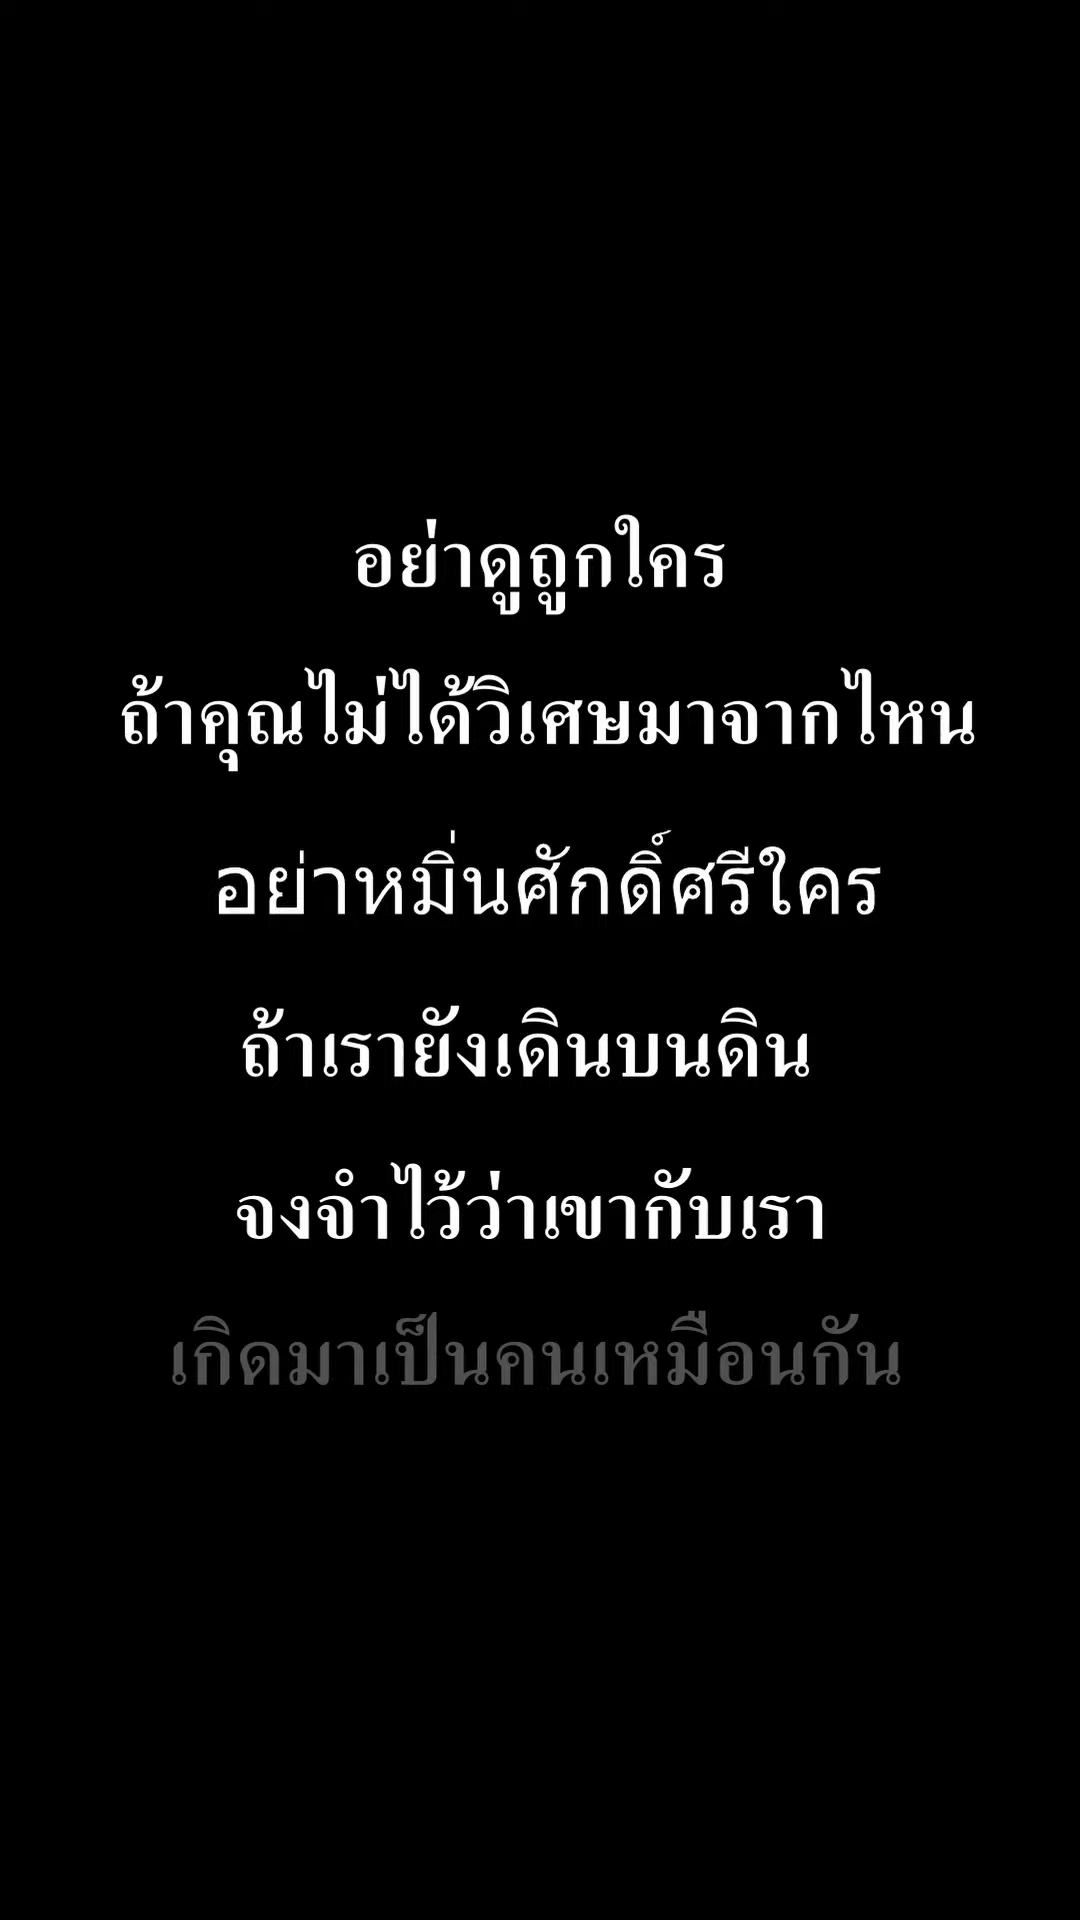 อย่าดูถูกใคร
ถ้าคุณไม่ได้วิเศษมาจากไหน
อย่าหมิ่นศักดิ์ศรีใคร
ถ้าเรายังเดินบนดิน
จงจำไว้ว่าเขากับเรา
เกิดมาเป็นคนเหมือนกัน